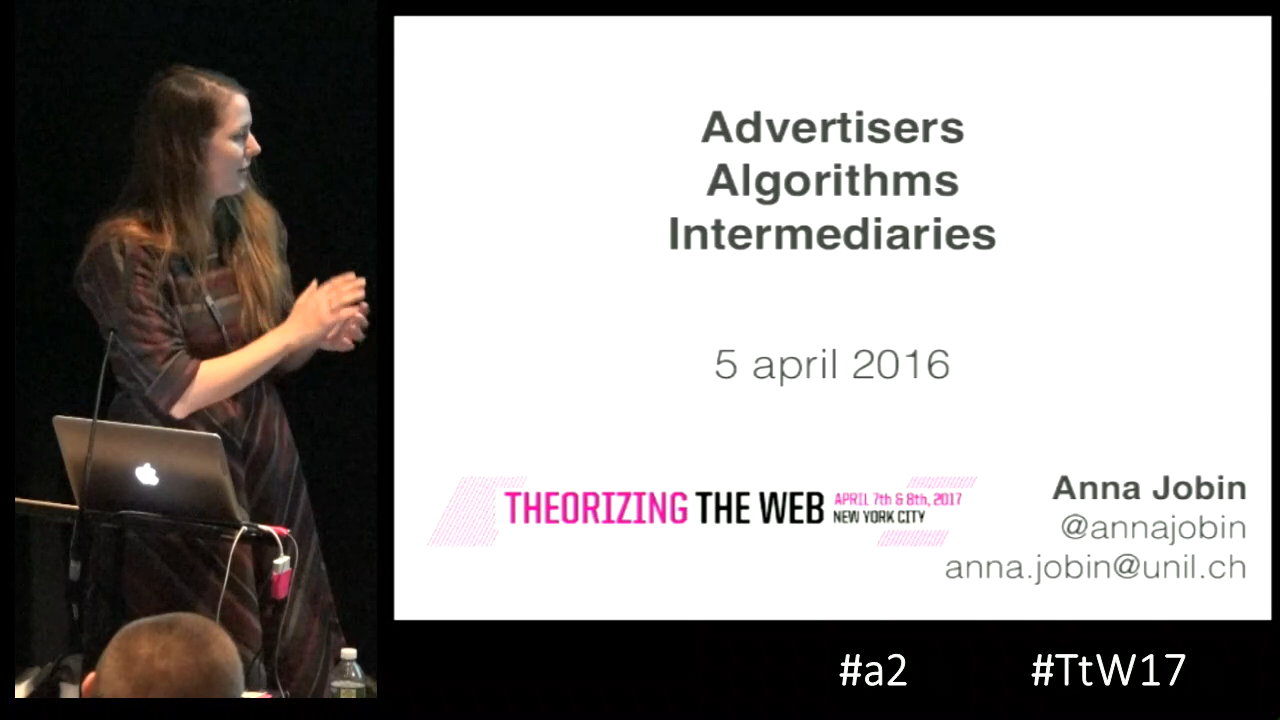 Advertisers
Algorithms
Intermediaries
5 april 2016
THEORIZING THE WEB
APRIL 7th & 8th, 2017
NEW YORK CITY
Anna Jobin
@annajobin
anna.jobin@unil.ch
#a2 #TtW17